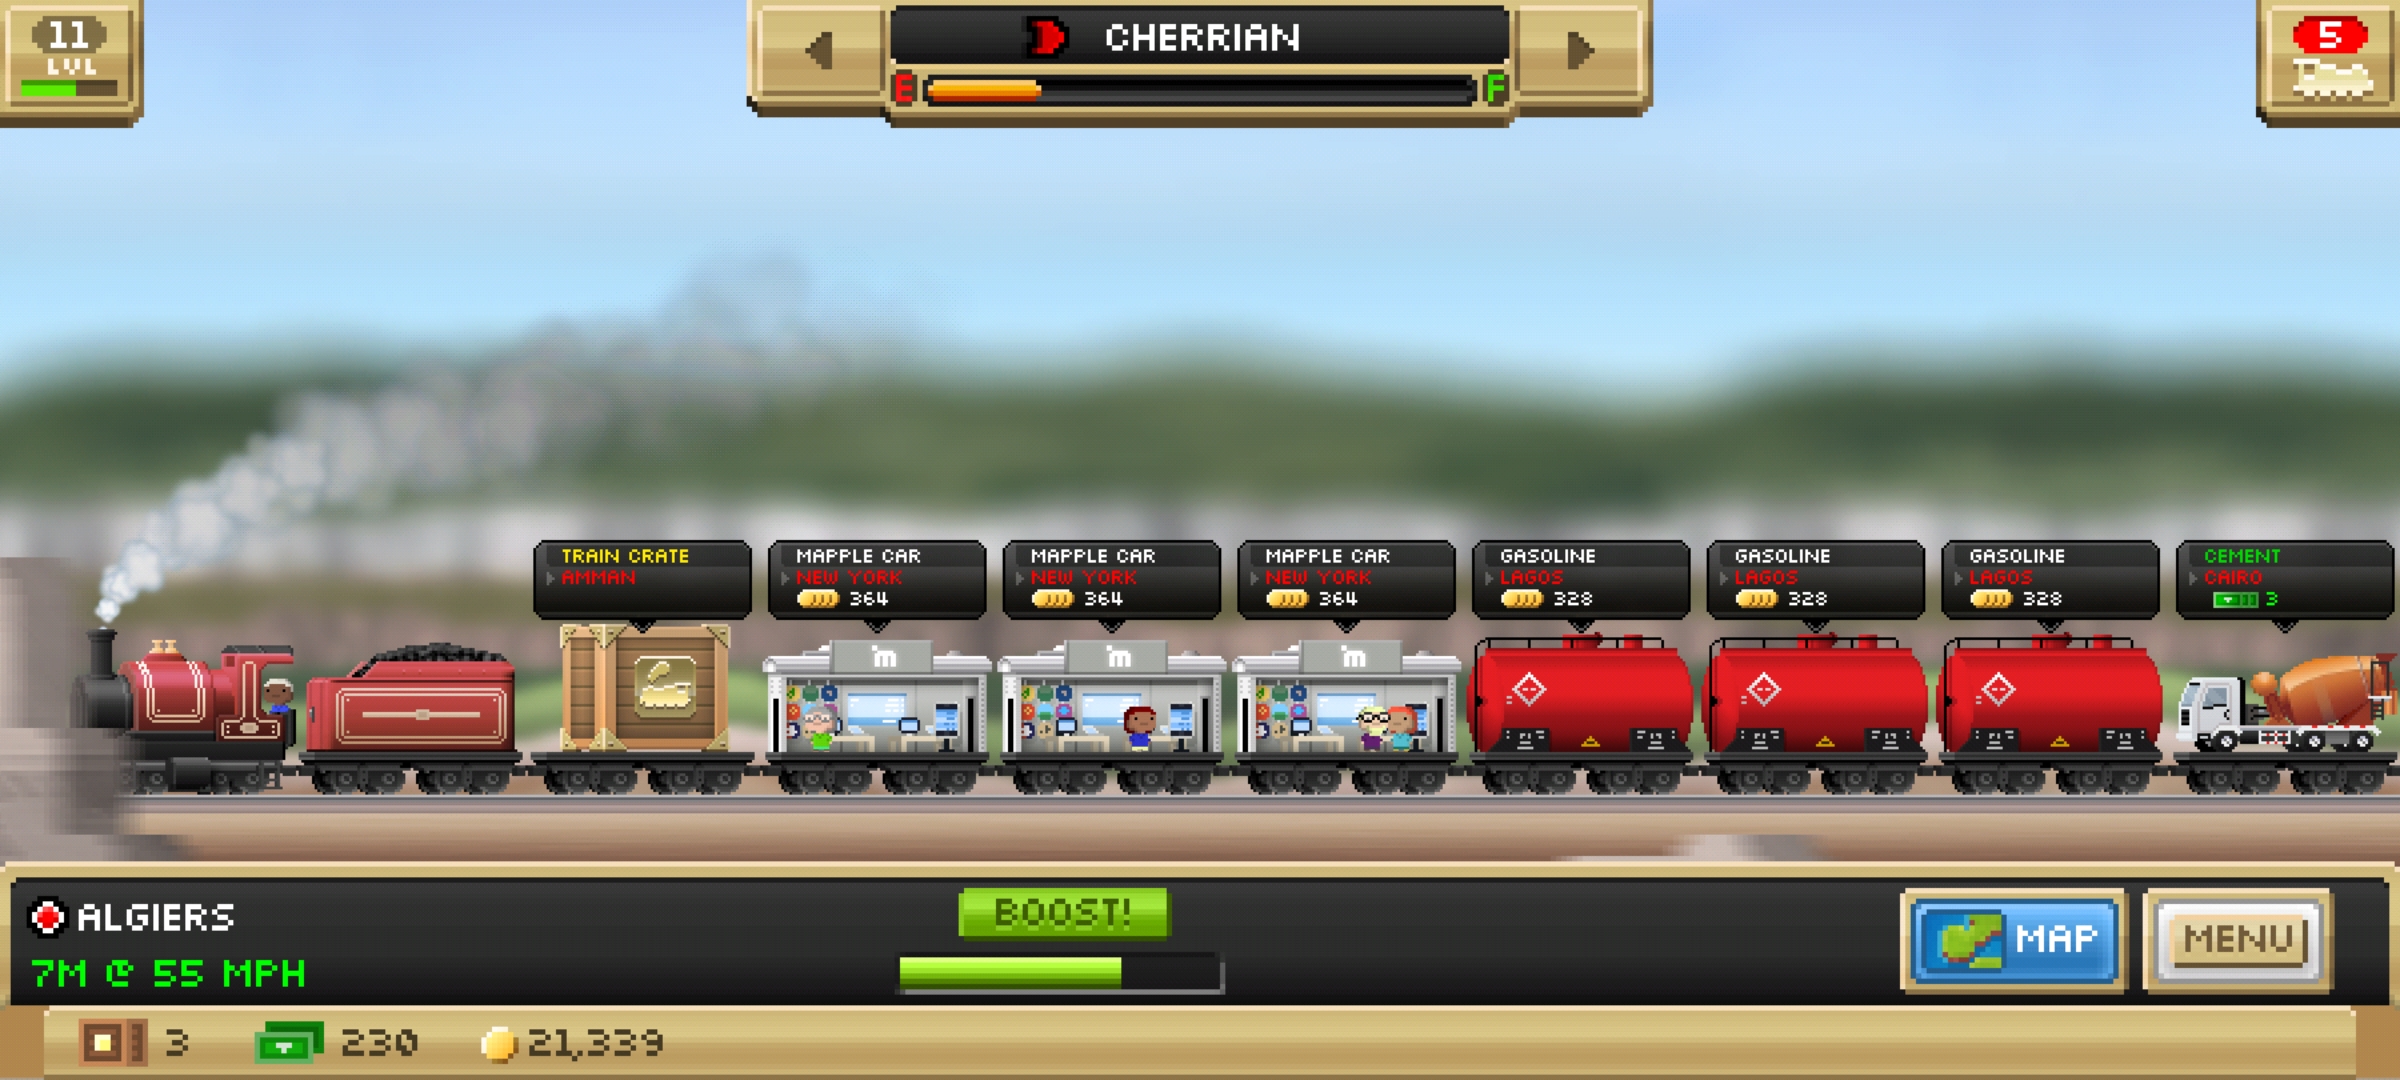 11
LVL
CHERRIAN
E F
5
TRAIN CRATE
AMMAN
MAPPLE CAR
NEW YORK
364
MAPPLE CAR
NEW YORK
364
MAPPLE CAR
NEW YORK
364
GASOLINE
LAGOS
328
GASOLINE
LAGOS
328
GASOLINE
LAGOS
328
CEMENT
CAIRO
3
m
m
m
ALGIERS
7M @ 55 MPH
BOOST!
MAP
MENU
3
230
21,339